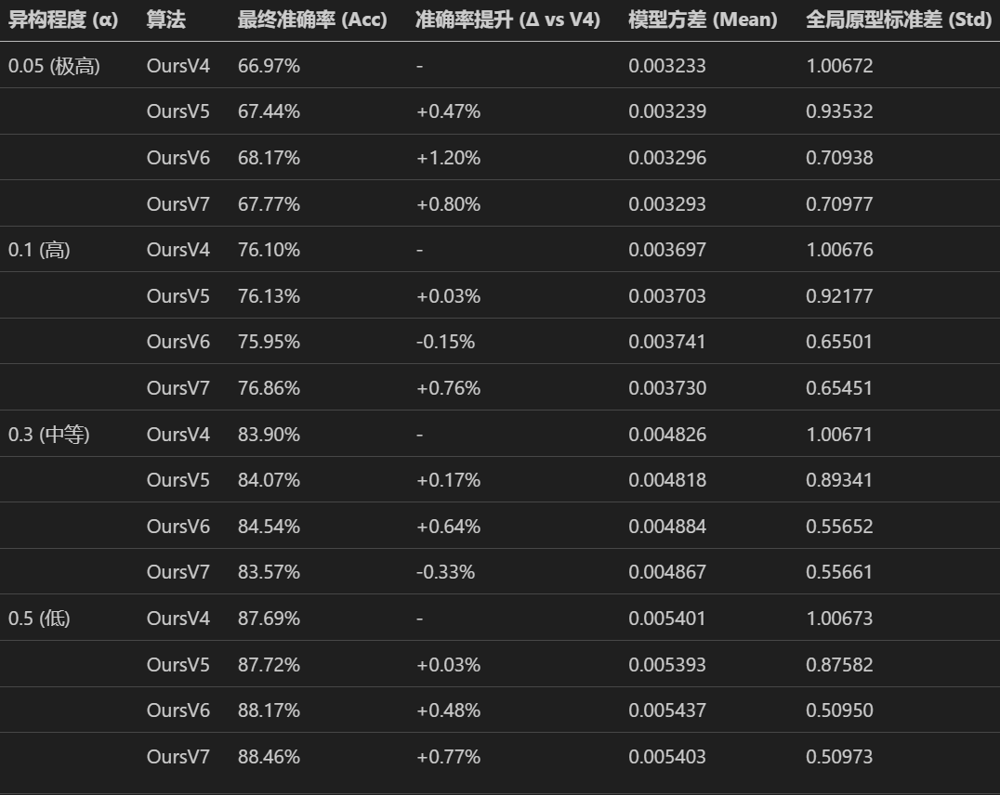 异构程度 (α) 算法 最终准确率 (Acc) 准确率提升 (Δ vs V4) 模型方差 (Mean) 全局原型标准差 (Std)
0.05 (极高) OursV4 66.97% - 0.003233 1.00672
OursV5 67.44% +0.47% 0.003239 0.93532
OursV6 68.17% +1.20% 0.003296 0.70938
OursV7 67.77% +0.80% 0.003293 0.70977
0.1 (高) OursV4 76.10% - 0.003697 1.00676
OursV5 76.13% +0.03% 0.003703 0.92177
OursV6 75.95% -0.15% 0.003741 0.65501
OursV7 76.86% +0.76% 0.003730 0.65451
0.3 (中等) OursV4 83.90% - 0.004826 1.00671
OursV5 84.07% +0.17% 0.004818 0.89341
OursV6 84.54% +0.64% 0.004884 0.55652
OursV7 83.57% -0.33% 0.004867 0.55661
0.5 (低) OursV4 87.69% - 0.005401 1.00673
OursV5 87.72% +0.03% 0.005393 0.87582
OursV6 88.17% +0.48% 0.005437 0.50950
OursV7 88.46% +0.77% 0.005403 0.50973